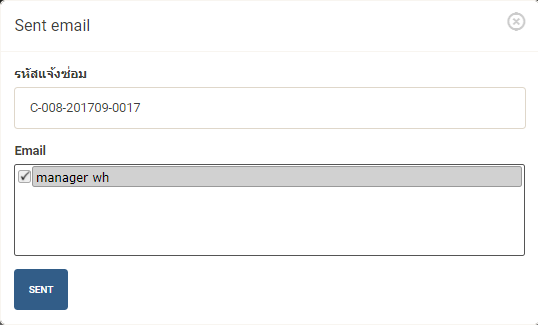 Sent email
รหัสแจ้งซ่อม
C-008-201709-0017
Email
manager wh
SENT